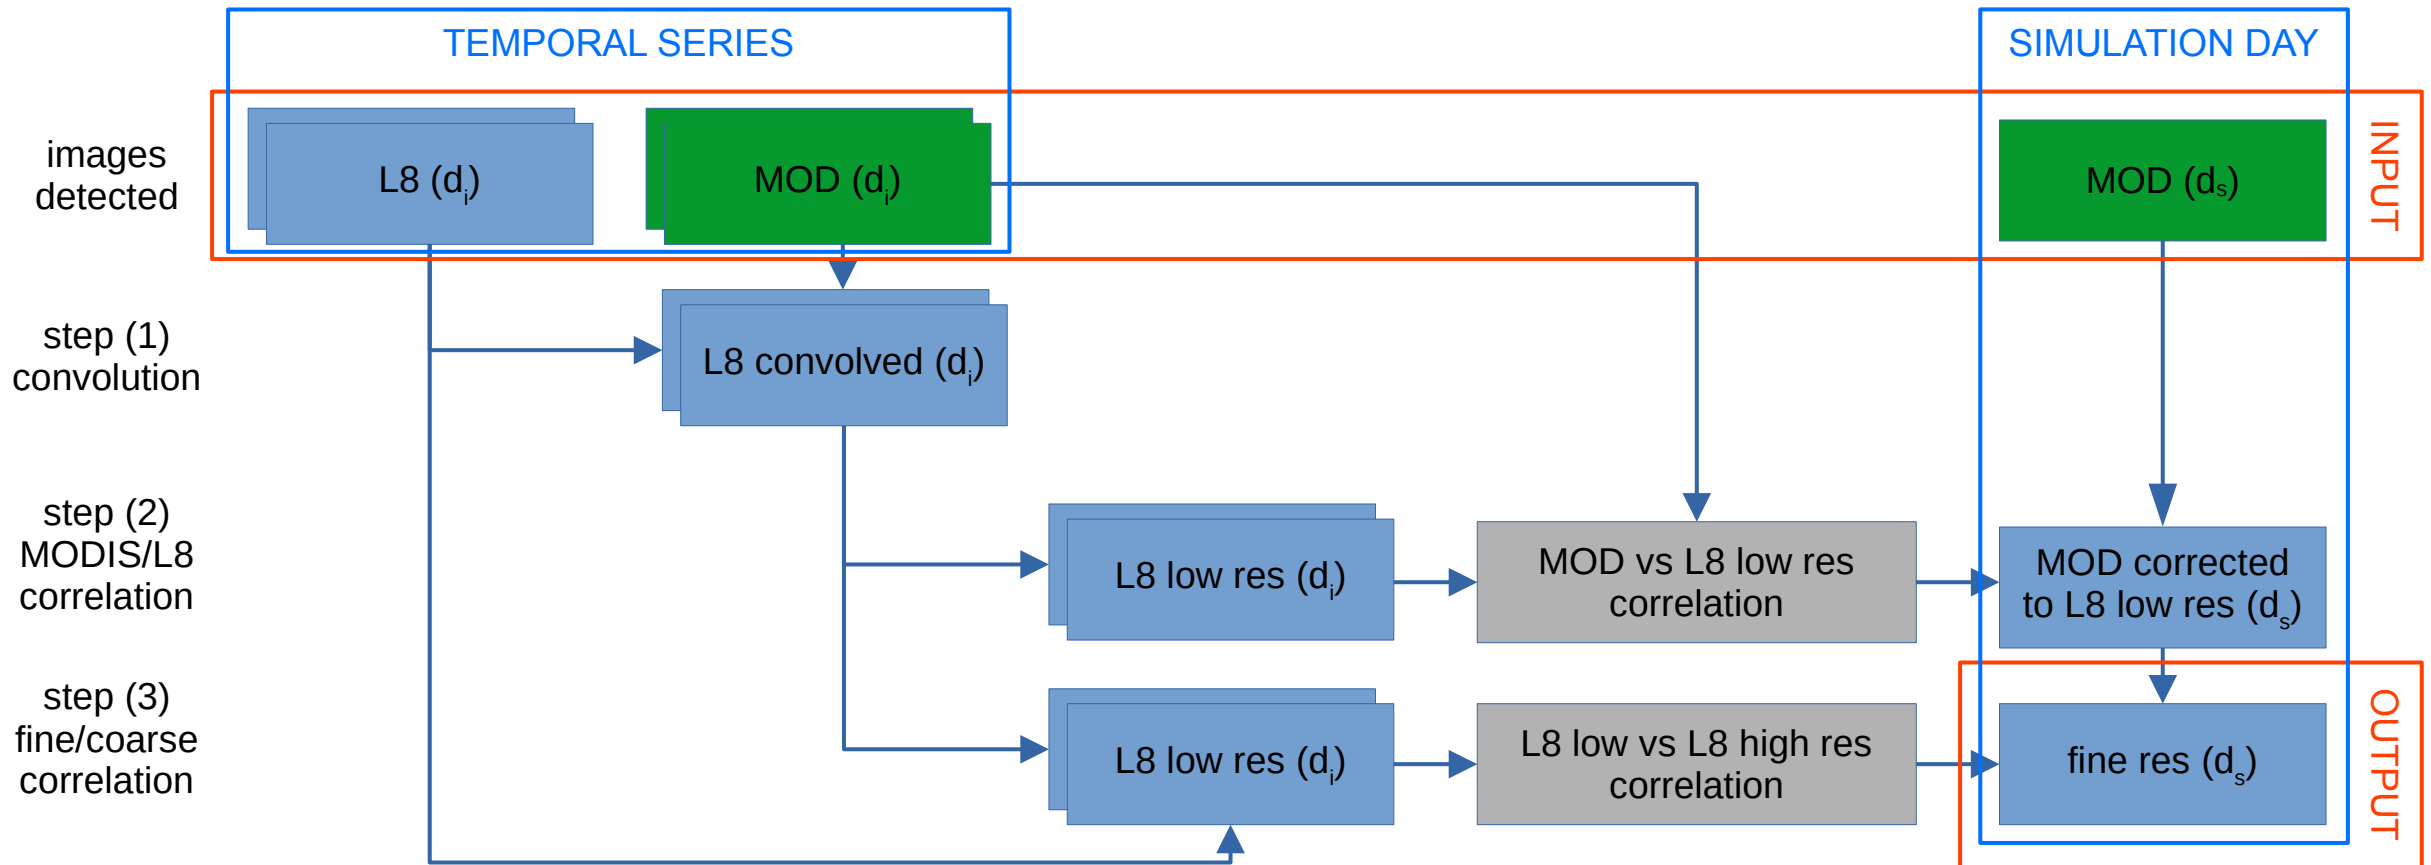 TEMPORAL SERIES
SIMULATION DAY
images
detected
L8 (di)
MOD (di)
MOD (ds)
INPUT
step (1)
convolution
L8 convolved (di)
step (2)
MODIS/L8
correlation
L8 low res (di)
MOD vs L8 low res
correlation
MOD corrected
to L8 low res (ds)
step (3)
fine/coarse
correlation
L8 low res (di)
L8 low vs L8 high res
correlation
fine res (ds)
OUTPUT